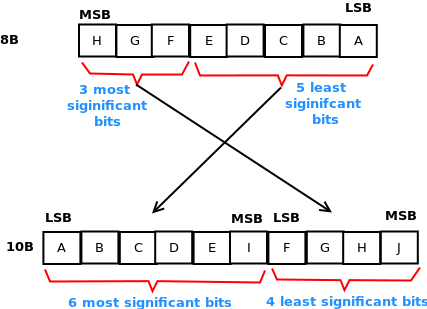 MSB LSB
8B H G F E D C B A
3 most
siginificant
bits
5 least
siginifcant
bits
LSB MSB LSB MSB
10B A B C D E I F G H J
6 most significant bits 4 least significant bits